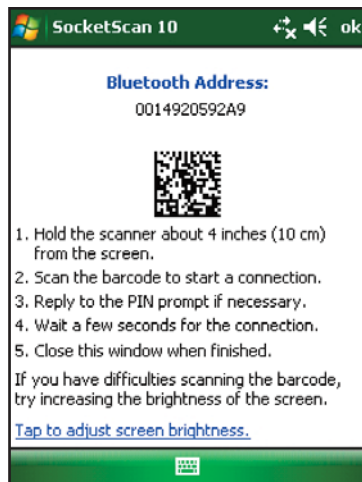 SocketScan 10 ok
Bluetooth Address:
0014920592A9
1. Hold the scanner about 4 inches (10 cm)
from the screen.
2. Scan the barcode to start a connection.
3. Reply to the PIN prompt if necessary.
4. Wait a few seconds for the connection.
5. Close this window when finished.
If you have difficulties scanning the barcode,
try increasing the brightness of the screen.
Tap to adjust screen brightness.